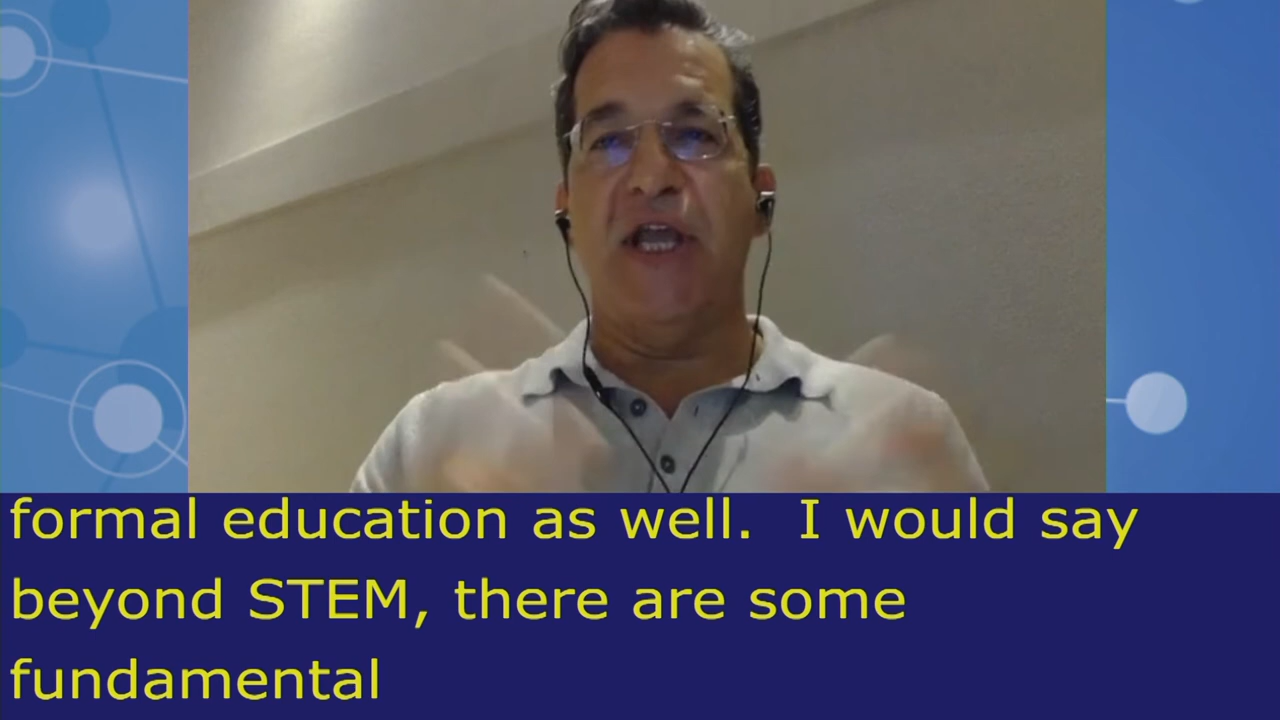 formal education as well.  I would say
beyond STEM, there are some
fundamental